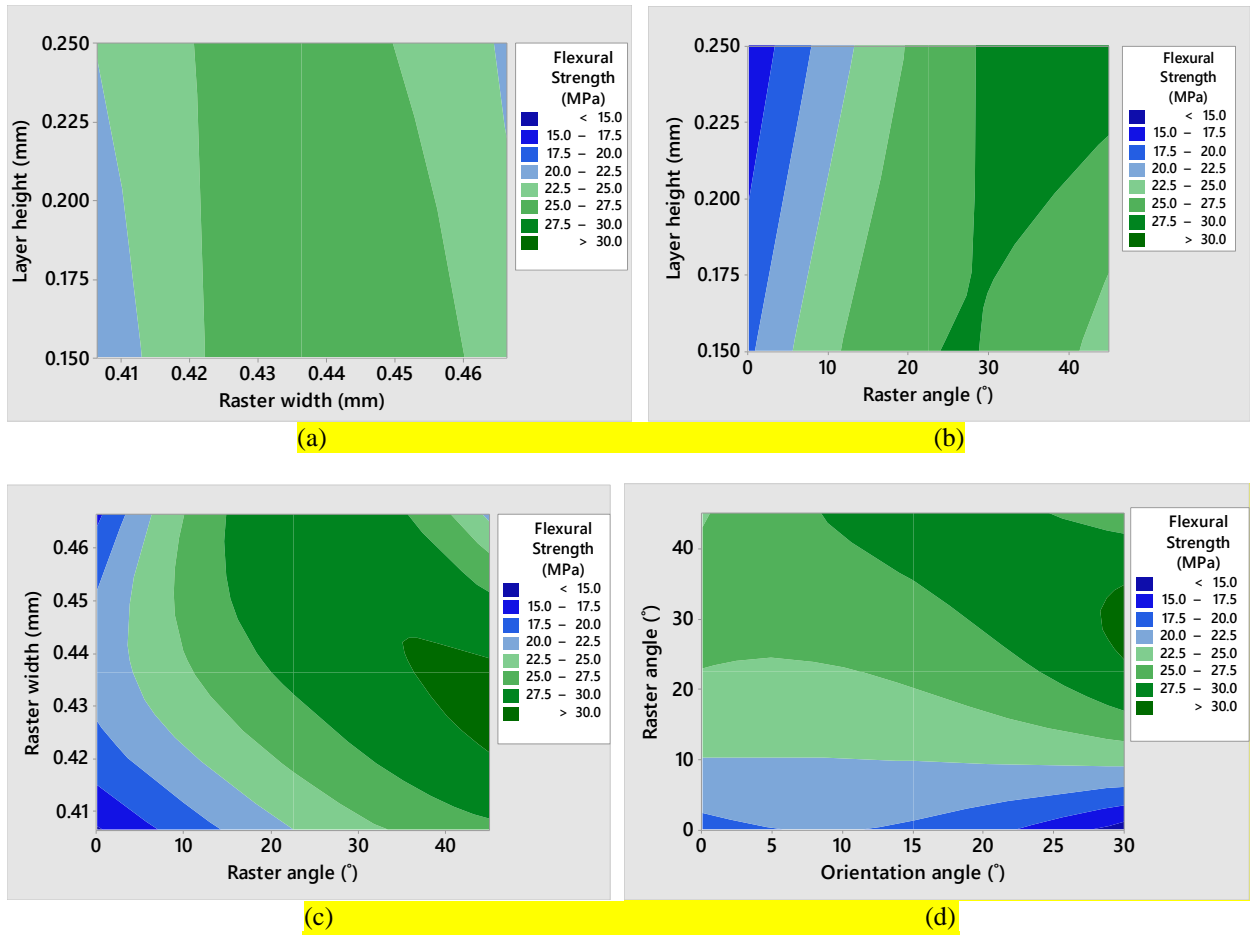 0.250
0.225
0.200
0.175
0.150
Layer height (mm)
0.41 0.42 0.43 0.44 0.45 0.46
Raster width (mm)
Flexural
Strength
(MPa)
< 15.0
15.0 – 17.5
17.5 – 20.0
20.0 – 22.5
22.5 – 25.0
25.0 – 27.5
27.5 – 30.0
> 30.0
0.250
0.225
0.200
0.175
0.150
Layer height (mm)
0 10 20 30 40
Raster angle (°)
Flexural
Strength
(MPa)
< 15.0
15.0 – 17.5
17.5 – 20.0
20.0 – 22.5
22.5 – 25.0
25.0 – 27.5
27.5 – 30.0
> 30.0
(a) (b)
0.46
0.45
0.44
0.43
0.42
0.41
Raster width (mm)
0 10 20 30 40
Raster angle (°)
Flexural
Strength
(MPa)
< 15.0
15.0 – 17.5
17.5 – 20.0
20.0 – 22.5
22.5 – 25.0
25.0 – 27.5
27.5 – 30.0
> 30.0
40
30
20
10
0
Raster angle (°)
0 5 10 15 20 25 30
Orientation angle (°)
Flexural
Strength
(MPa)
< 15.0
15.0 – 17.5
17.5 – 20.0
20.0 – 22.5
22.5 – 25.0
25.0 – 27.5
27.5 – 30.0
> 30.0
(c) (d)